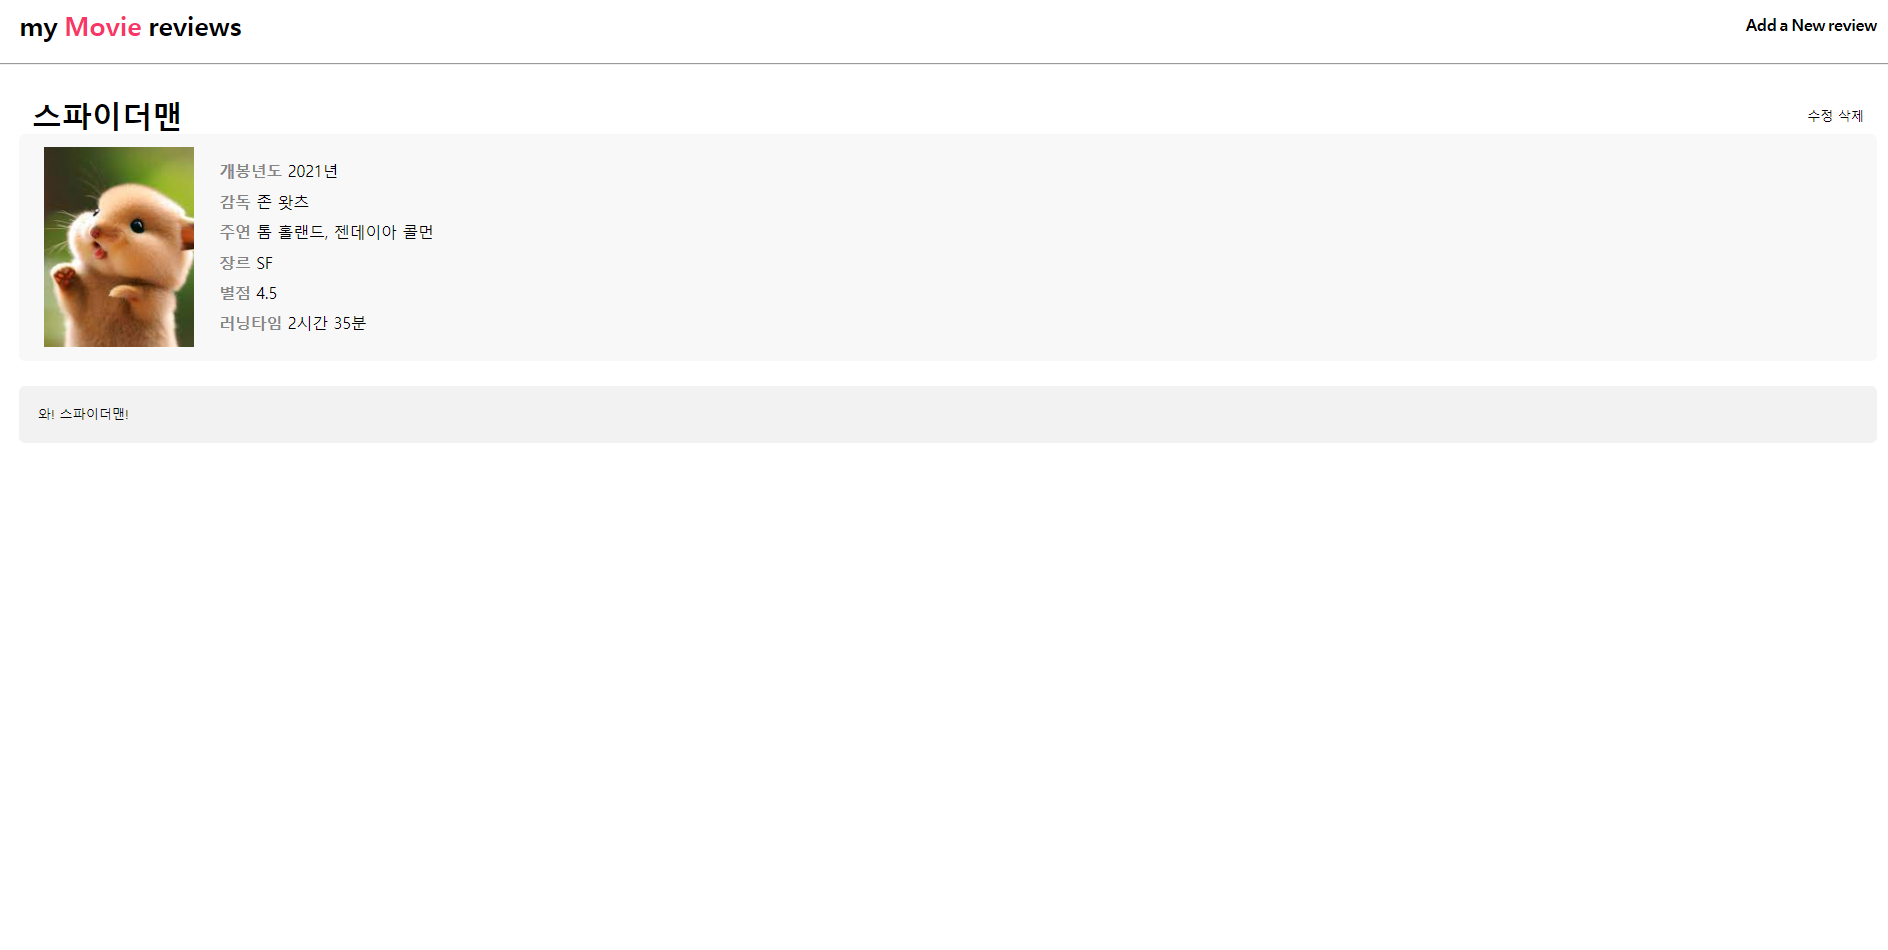 my Movie reviews
Add a New review
스파이더맨
수정 삭제
개봉년도 2021년
감독 존 왓츠
주연 톰 홀랜드, 젠데이아 콜먼
장르 SF
별점 4.5
러닝타임 2시간 35분
와! 스파이더맨!